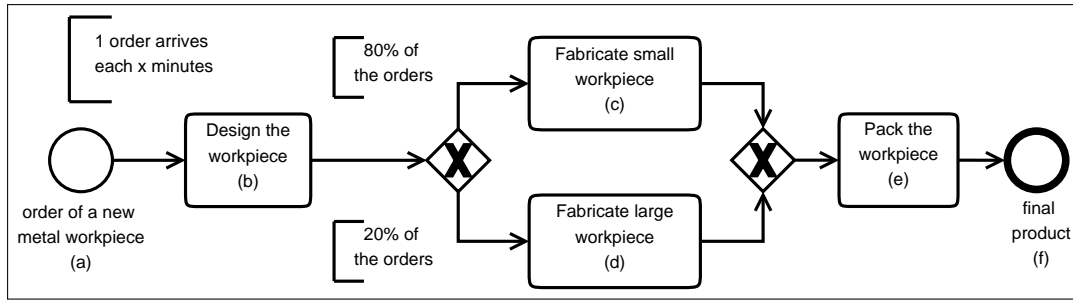 1 order arrives
each x minutes
order of a new
metal workpiece
(a)
Design the
workpiece
(b)
80% of
the orders
20% of
the orders
X
Fabricate small
workpiece
(c)
Fabricate large
workpiece
(d)
X
Pack the
workpiece
(e)
final
product
(f)